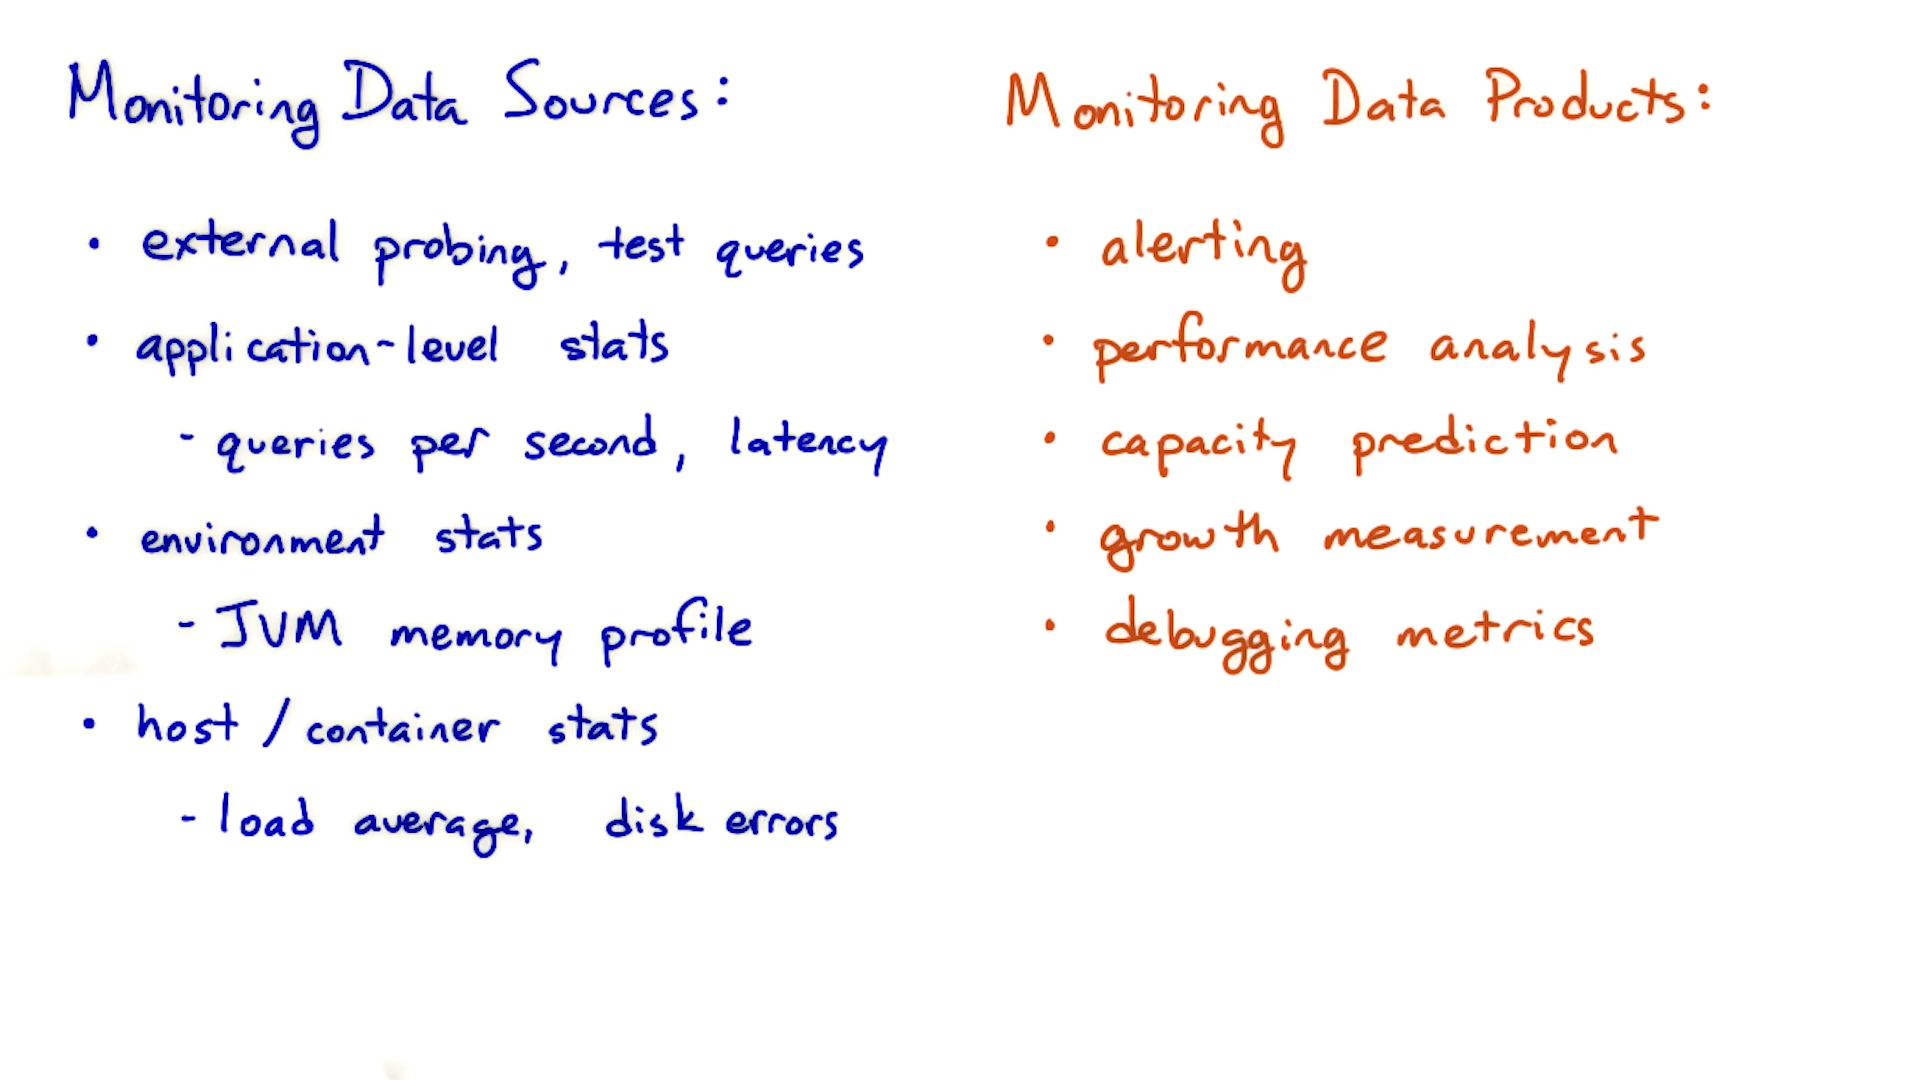 Monitoring Data Sources:
• external probing, test queries
• application-level stats
- queries per second, latency
• environment stats
- JVM memory profile
• host / container stats
- load average, disk errors
Monitoring Data Products:
• alerting
• performance analysis
• capacity prediction
• growth measurement
• debugging metrics